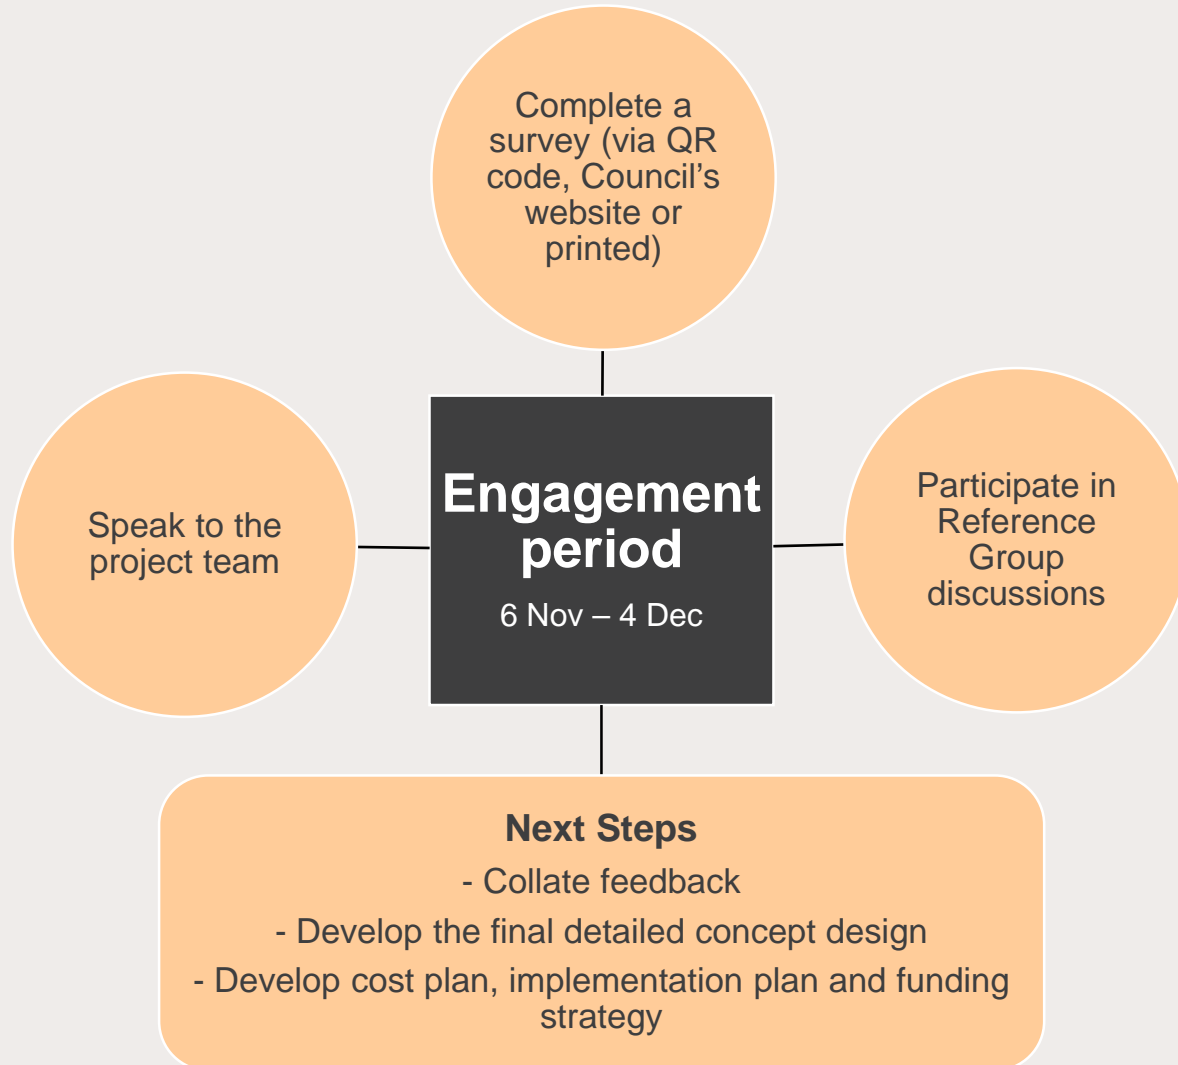 Complete a
survey (via QR
code, Council’s
website or
printed)
Speak to the
project team
Engagement
period
6 Nov – 4 Dec
Participate in
Reference
Group
discussions
Next Steps
- Collate feedback
- Develop the final detailed concept design
- Develop cost plan, implementation plan and funding
strategy